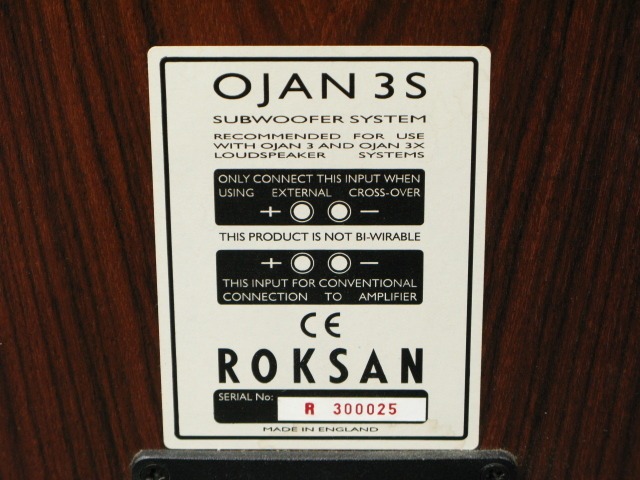 OJAN 3S
SUBWOOFER SYSTEM
RECOMMENDED FOR USE
WITH OJAN 3 AND OJAN 3X
LOUDSPEAKER SYSTEMS
ONLY CONNECT THIS INPUT WHEN
USING EXTERNAL CROSS-OVER
+ −
THIS PRODUCT IS NOT BI-WIRABLE
+ −
THIS INPUT FOR CONVENTIONAL
CONNECTION TO AMPLIFIER
CE
ROKSAN
SERIAL No: R 300025
MADE IN ENGLAND